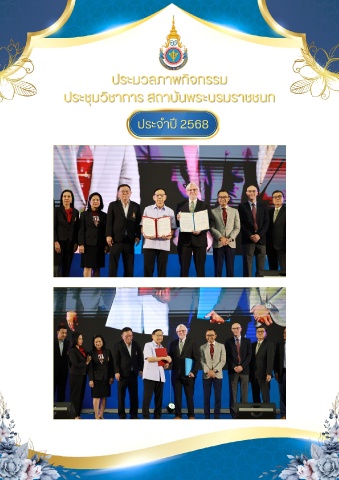 ประมวลภาพกิจกรรม
ประชุมวิชาการ สถาบันพระบรมราชชนก
ประจำปี 2568